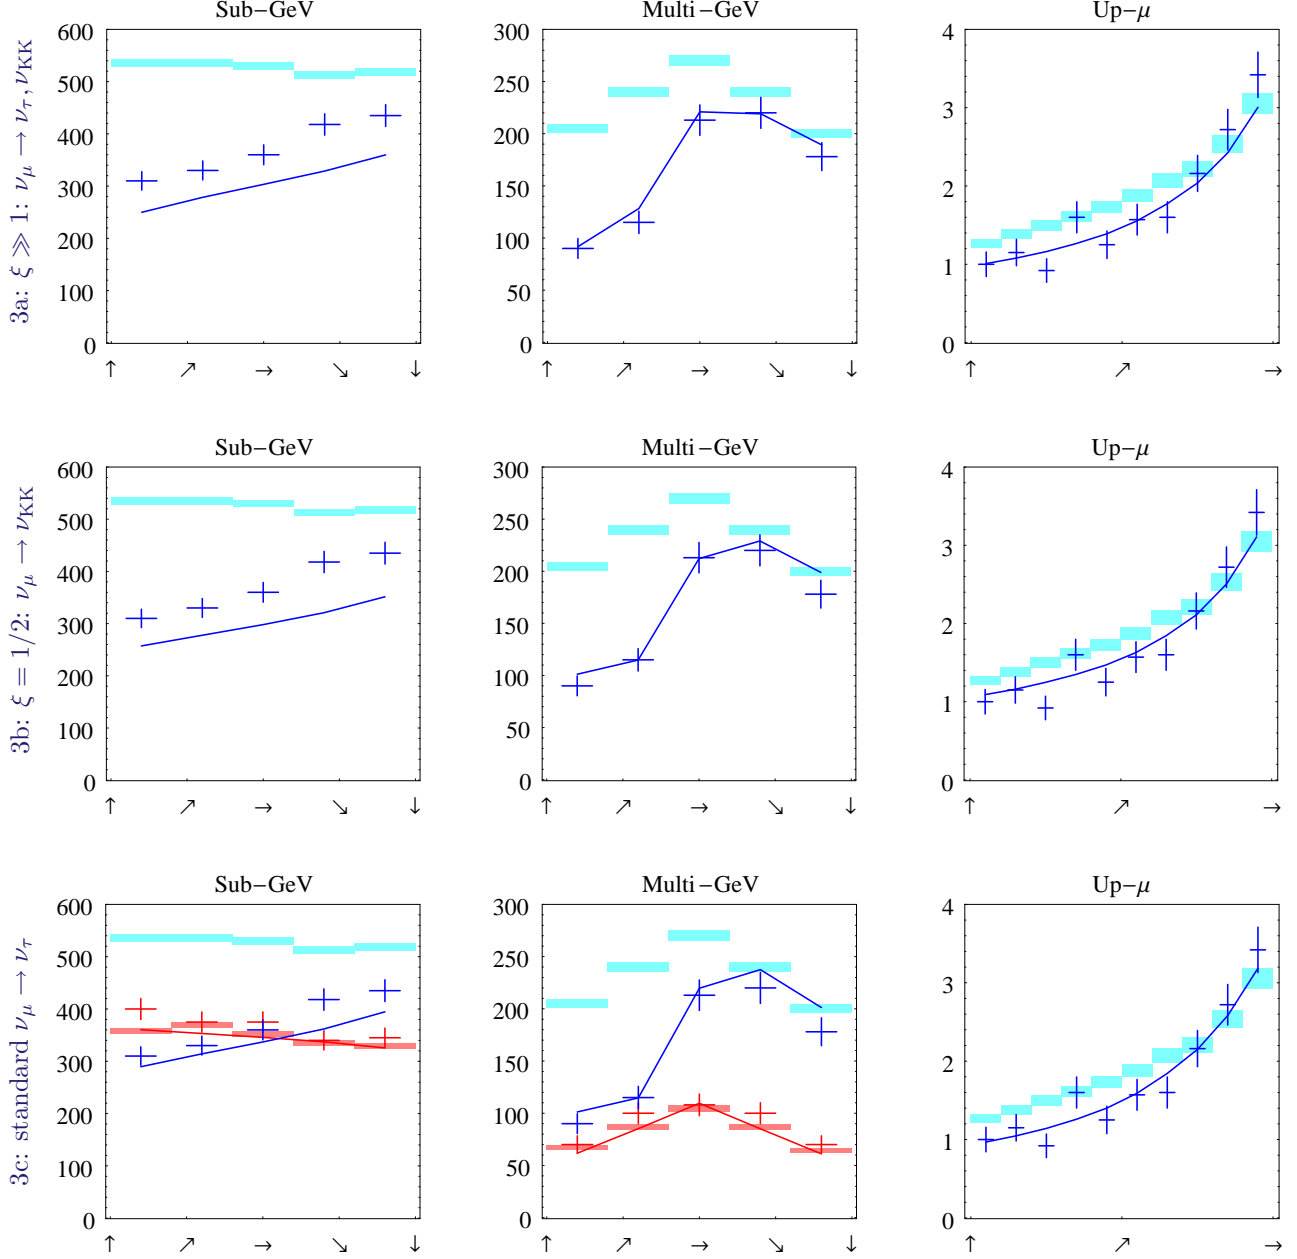 Sub−GeV
Multi−GeV
Up−μ
3a: ξ ≫ 1: ν_μ → ν_τ, ν_KK
600
500
400
300
200
100
0
↑ ↗ → ↘ ↓
300
250
200
150
100
50
0
↑ ↗ → ↘ ↓
4
3
2
1
0
↑ ↗ →
Sub−GeV
Multi−GeV
Up−μ
3b: ξ = 1/2: ν_μ → ν_KK
600
500
400
300
200
100
0
↑ ↗ → ↘ ↓
300
250
200
150
100
50
0
↑ ↗ → ↘ ↓
4
3
2
1
0
↑ ↗ →
Sub−GeV
Multi−GeV
Up−μ
3c: standard ν_μ → ν_τ
600
500
400
300
200
100
0
↑ ↗ → ↘ ↓
300
250
200
150
100
50
0
↑ ↗ → ↘ ↓
4
3
2
1
0
↑ ↗ →